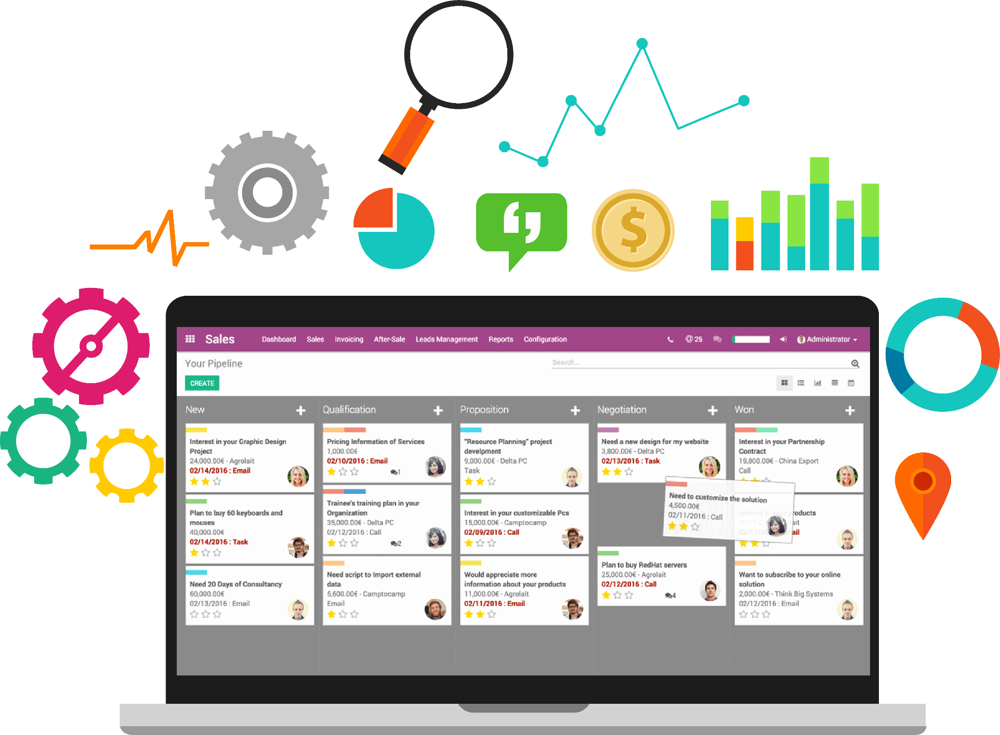 Sales Dashboard Sales Invoicing After-Sale Leads Management Reports Configuration @ 25 Administrator
Your Pipeline
Search...
CREATE
New
Interest in your Graphic Design
Project
24,000.00€ - Agrolait
02/14/2016 : Email
Plan to buy 60 keyboards and
mouses
40,000.00€
02/14/2016 : Task
Need 20 Days of Consultancy
60,000.00€
02/13/2016 : Email
Qualification
Pricing Information of Services
1,000.00€
02/10/2016 : Email
1
Trainee's training plan in your
Organization
35,000.00€ - Delta PC
02/12/2016 : Call
2
Need script to Import external
data
5,600.00€ - Camptocamp
Email
Proposition
"Resource Planning" project
develpment
9,000.00€ - Delta PC
Task
Interest in your customizable Pcs
15,000.00€ - Camptocamp
02/09/2016 : Call
Would appreciate more
information about your products
11,000.00€ - Agrolait
02/11/2016 : Email
Negotiation
Need a new design for my website
3,800.00€ - Delta PC
02/13/2016 : Task
Need to customize the solution
4,500.00€
02/11/2016 : Call
Plan to buy RedHat servers
25,000.00€ - Agrolait
02/12/2016 : Call
4
Won
Interest in your Partnership
Contract
19,800.00€ - China Export
Call
Interest in your products
02/11/
Want to subscribe to your online
solution
2,000.00€ - Think Big Systems
02/12/2016 : Email
$